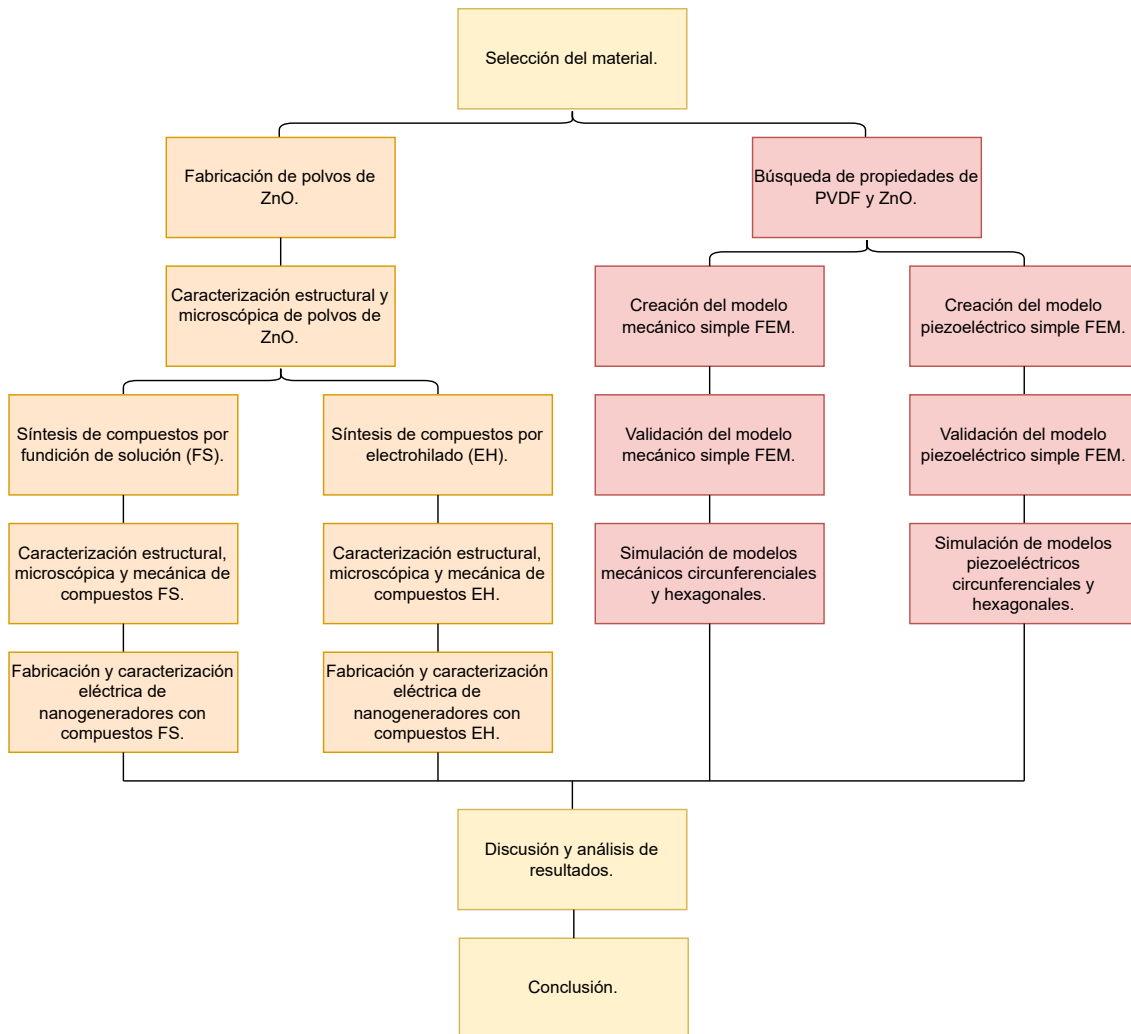 Selección del material.
Fabricación de polvos de
ZnO.
Búsqueda de propiedades de
PVDF y ZnO.
Caracterización estructural y
microscópica de polvos de
ZnO.
Creación del modelo
mecánico simple FEM.
Creación del modelo
piezoeléctrico simple FEM.
Síntesis de compuestos por
fundición de solución (FS).
Síntesis de compuestos por
electrohilado (EH).
Validación del modelo
mecánico simple FEM.
Validación del modelo
piezoeléctrico simple FEM.
Caracterización estructural,
microscópica y mecánica de
compuestos FS.
Caracterización estructural,
microscópica y mecánica de
compuestos EH.
Simulación de modelos
mecánicos circunferenciales
y hexagonales.
Simulación de modelos
piezoeléctricos
circunferenciales y
hexagonales.
Fabricación y caracterización
eléctrica de
nanogeneradores con
compuestos FS.
Fabricación y caracterización
eléctrica de
nanogeneradores con
compuestos EH.
Discusión y análisis de
resultados.
Conclusión.